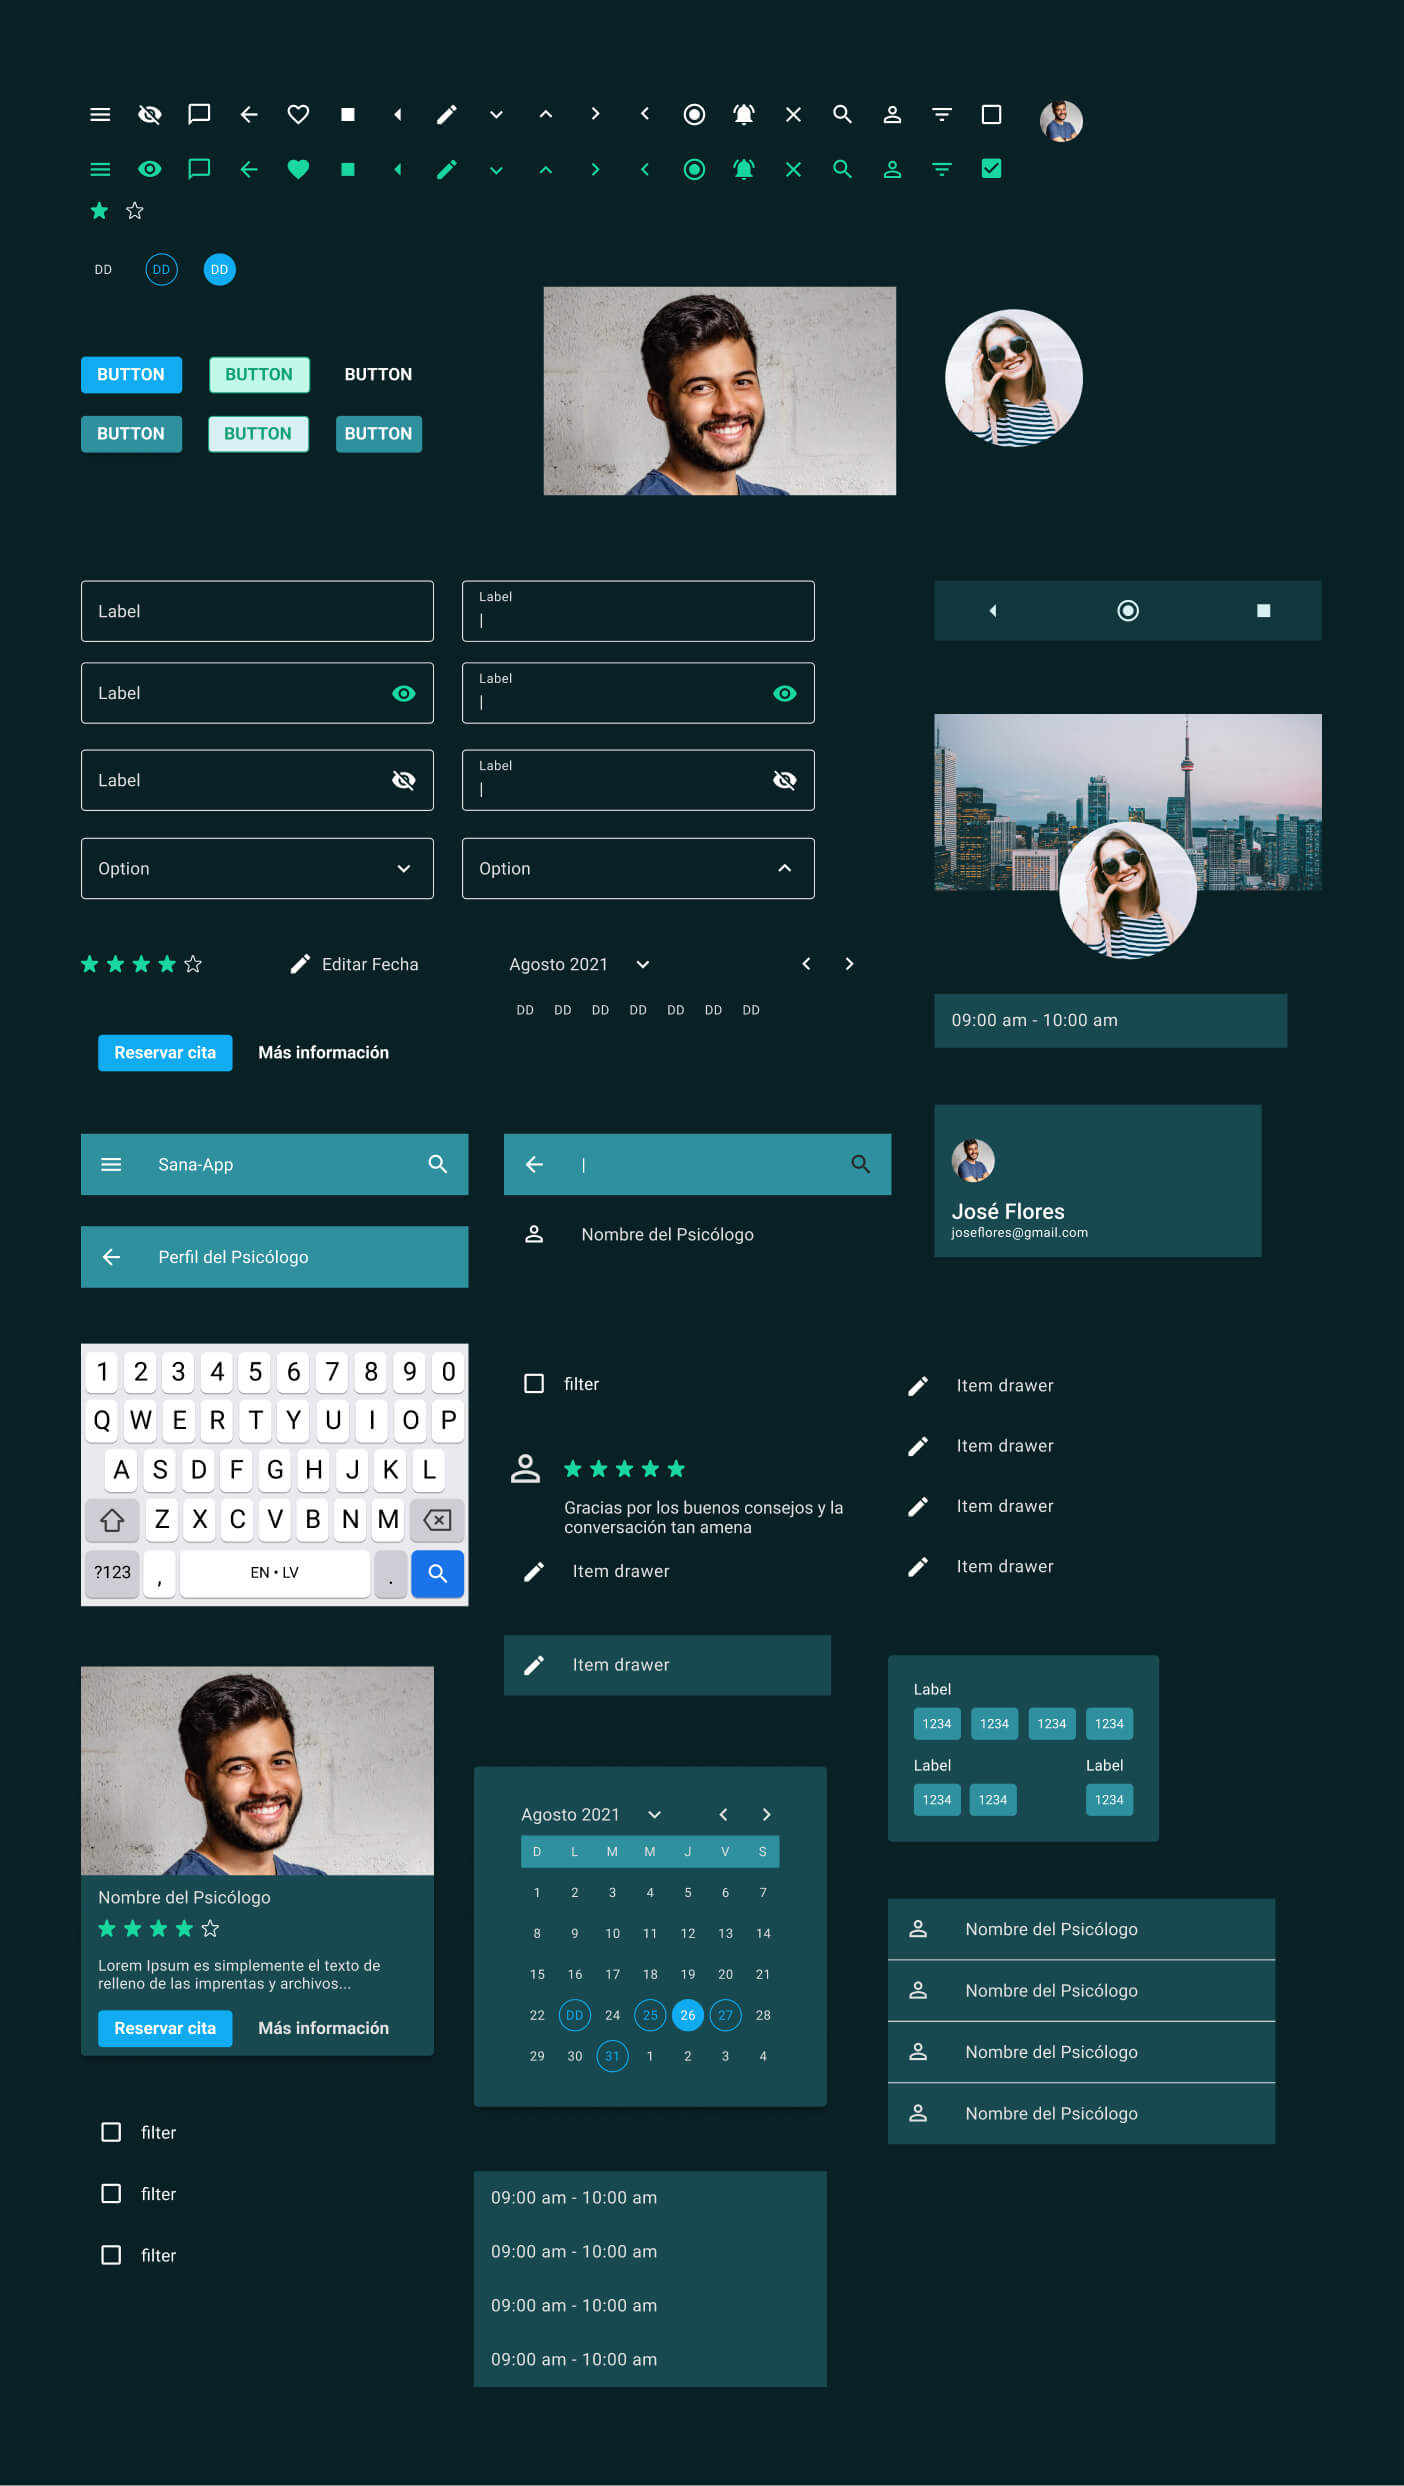 DD DD DD
BUTTON BUTTON BUTTON
BUTTON BUTTON BUTTON
Label
Label
|
Label
Label
|
Label
Label
|
Option
Option
Editar Fecha
Agosto 2021
DD DD DD DD DD DD DD
Reservar cita Más información
09:00 am - 10:00 am
Sana-App
|
Perfil del Psicólogo
Nombre del Psicólogo
José Flores
joseflores@gmail.com
1 2 3 4 5 6 7 8 9 0
Q W E R T Y U I O P
A S D F G H J K L
Z X C V B N M
?123 , EN • LV .
filter
Gracias por los buenos consejos y la
conversación tan amena
Item drawer
Item drawer
Item drawer
Item drawer
Item drawer
Item drawer
Nombre del Psicólogo
Lorem Ipsum es simplemente el texto de
relleno de las imprentas y archivos...
Reservar cita Más información
Agosto 2021
D L M M J V S
1 2 3 4 5 6 7
8 9 10 11 12 13 14
15 16 17 18 19 20 21
22 DD 24 25 26 27 28
29 30 31 1 2 3 4
Label
1234 1234 1234 1234
Label Label
1234 1234 1234
Nombre del Psicólogo
Nombre del Psicólogo
Nombre del Psicólogo
Nombre del Psicólogo
filter
filter
filter
09:00 am - 10:00 am
09:00 am - 10:00 am
09:00 am - 10:00 am
09:00 am - 10:00 am